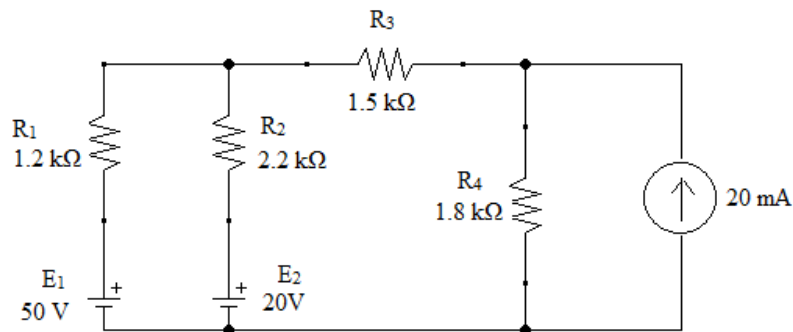 R₃
1.5 kΩ
R₁
1.2 kΩ
R₂
2.2 kΩ
R₄
1.8 kΩ
20 mA
E₁
50 V
+
E₂
20V
+